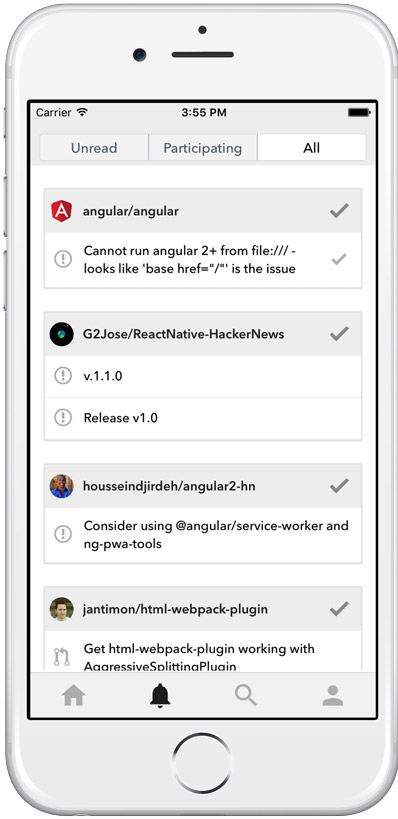 Carrier 3:55 PM
Unread Participating All
angular/angular
Cannot run angular 2+ from file:/// -
looks like 'base href="/"' is the issue
G2Jose/ReactNative-HackerNews
v.1.1.0
Release v1.0
housseindjirdeh/angular2-hn
Consider using @angular/service-worker and
ng-pwa-tools
jantimon/html-webpack-plugin
Get html-webpack-plugin working with
AggressiveSplittingPlugin